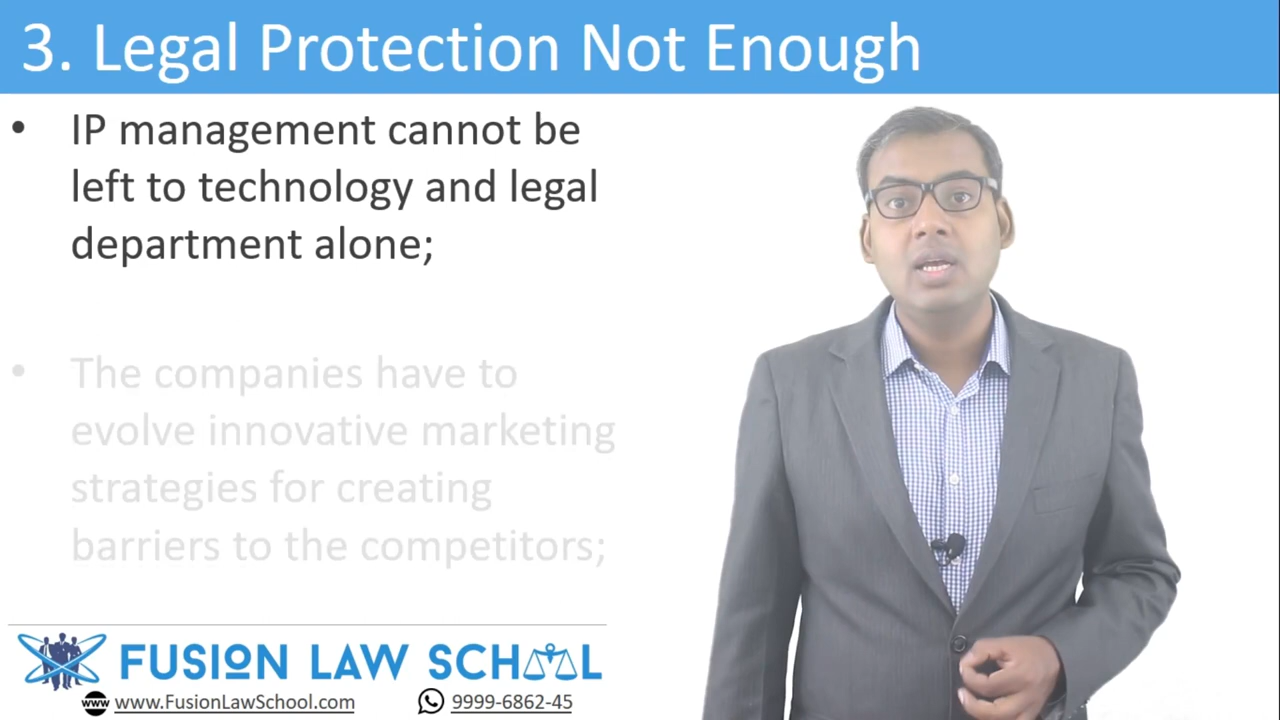 3. Legal Protection Not Enough
• IP management cannot be
left to technology and legal
department alone;
• The companies have to
evolve innovative marketing
strategies for creating
barriers to the competitors;
FUSION LAW SCHOOL
www www.FusionLawSchool.com 9999-6862-45